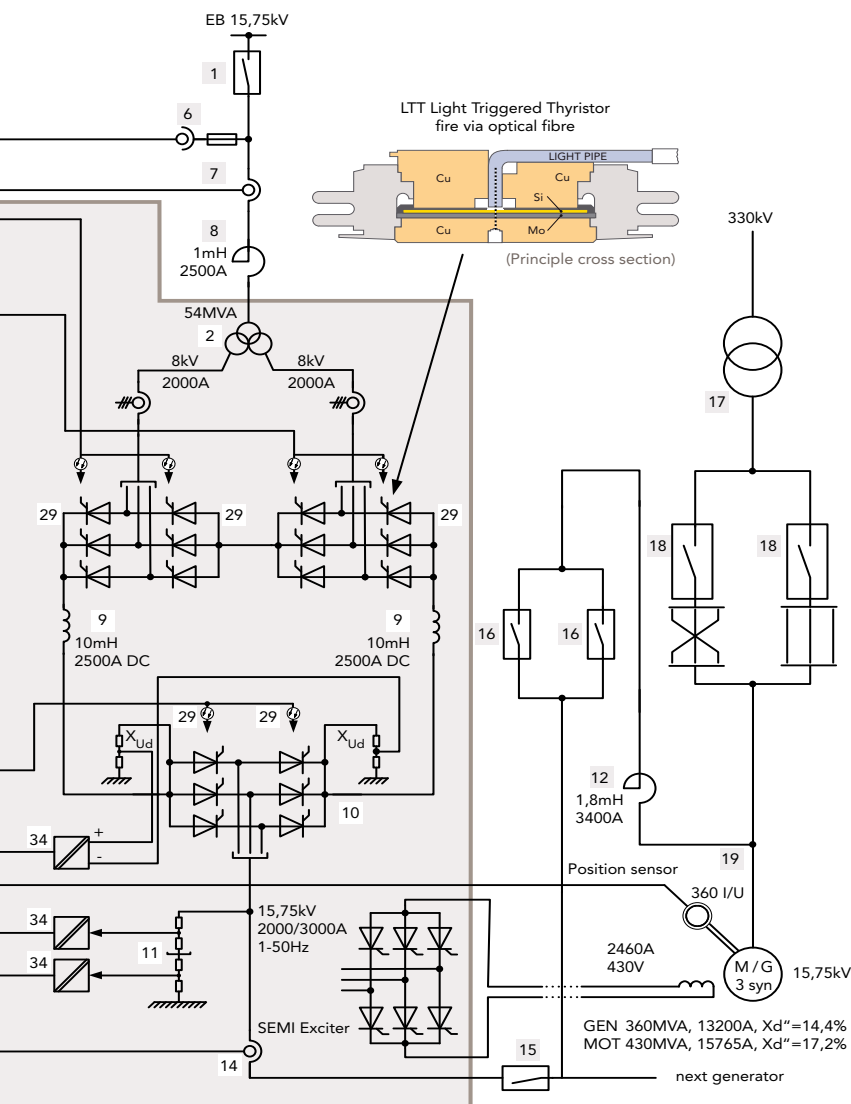 EB 15,75kV
1
6
LTT Light Triggered Thyristor
fire via optical fibre
LIGHT PIPE
Cu
Cu
Si
Cu
Mo
(Principle cross section)
7
8
1mH
2500A
330kV
54MVA
2
8kV
2000A
8kV
2000A
17
29
29
29
18
18
9
10mH
2500A DC
9
10mH
2500A DC
16
16
29
29
XUd
XUd
12
1,8mH
3400A
10
34
+
-
19
Position sensor
360 I/U
34
11
34
15,75kV
2000/3000A
1-50Hz
2460A
430V
M / G
3 syn
15,75kV
SEMI Exciter
GEN 360MVA, 13200A, Xd“=14,4%
MOT 430MVA, 15765A, Xd“=17,2%
14
15
next generator